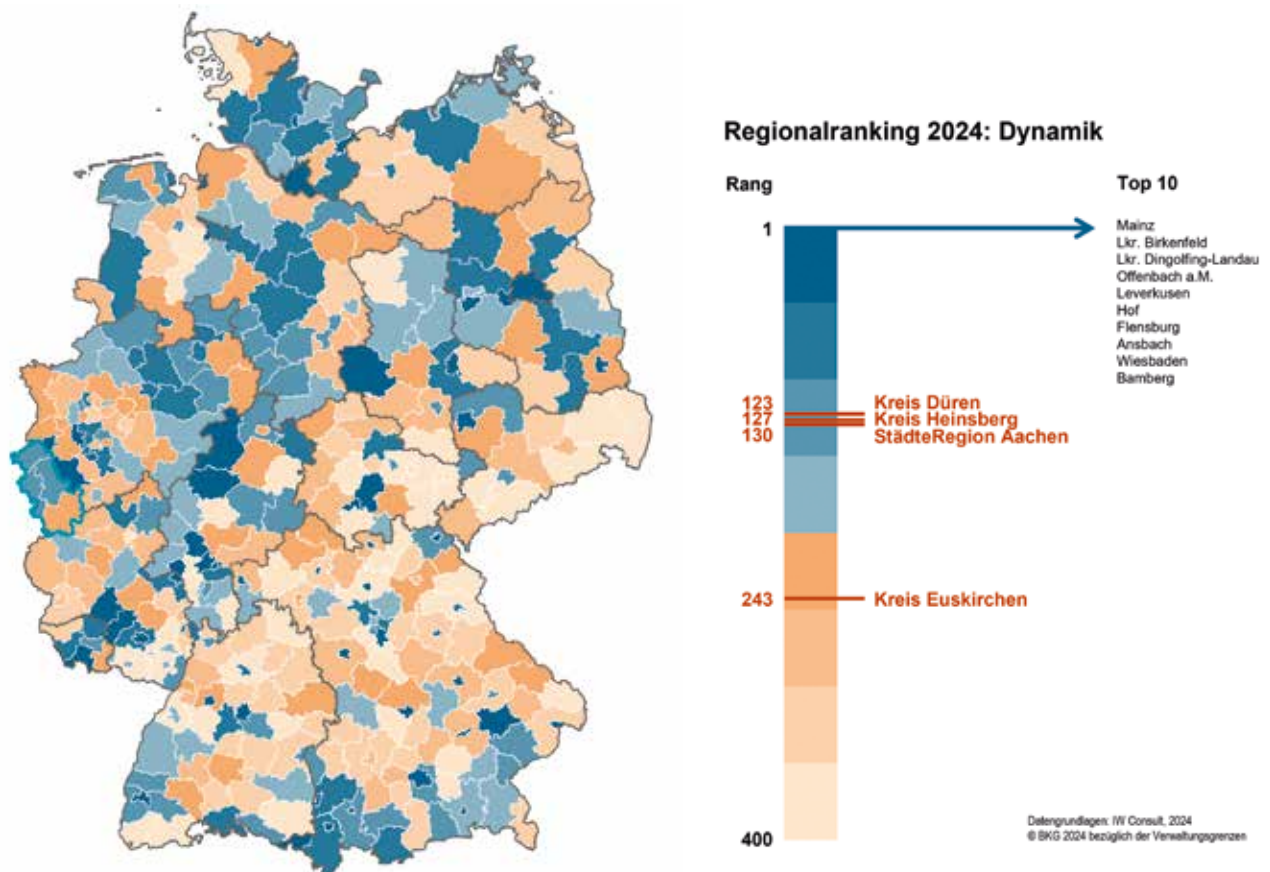 Regionalranking 2024: Dynamik
Rang
Top 10
1
Mainz
Lkr. Birkenfeld
Lkr. Dingolfing-Landau
Offenbach a.M.
Leverkusen
Hof
Flensburg
Ansbach
Wiesbaden
Bamberg
123 Kreis Düren
127 Kreis Heinsberg
130 StädteRegion Aachen
243 Kreis Euskirchen
400
Datengrundlagen: IW Consult, 2024
© BKG 2024 bezüglich der Verwaltungsgrenzen